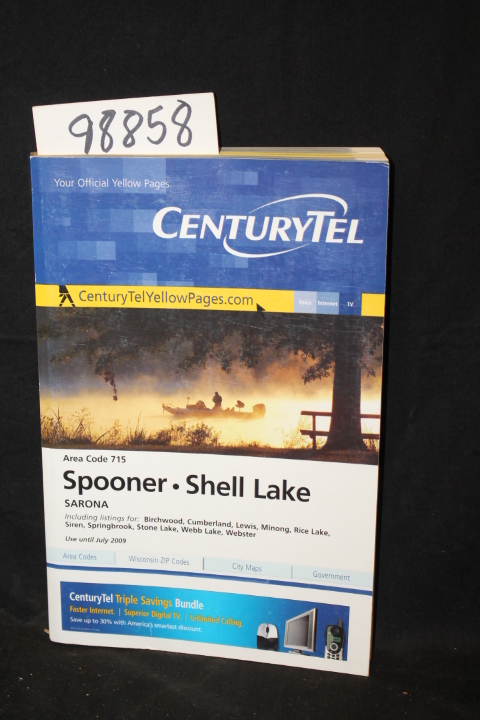 98858
Your Official Yellow Pages.
CENTURYTEL
CenturyTelYellowPages.com
Voice Internet TV
Area Code 715
Spooner • Shell Lake
SARONA
Including listings for: Birchwood, Cumberland, Lewis, Minong, Rice Lake,
Siren, Springbrook, Stone Lake, Webb Lake, Webster
Use until July 2009
Area Codes Wisconsin ZIP Codes City Maps Government
CenturyTel Triple Savings Bundle
Faster Internet. | Superior Digital TV. | Unlimited Calling.
Save up to 30% with America's smartest discount.